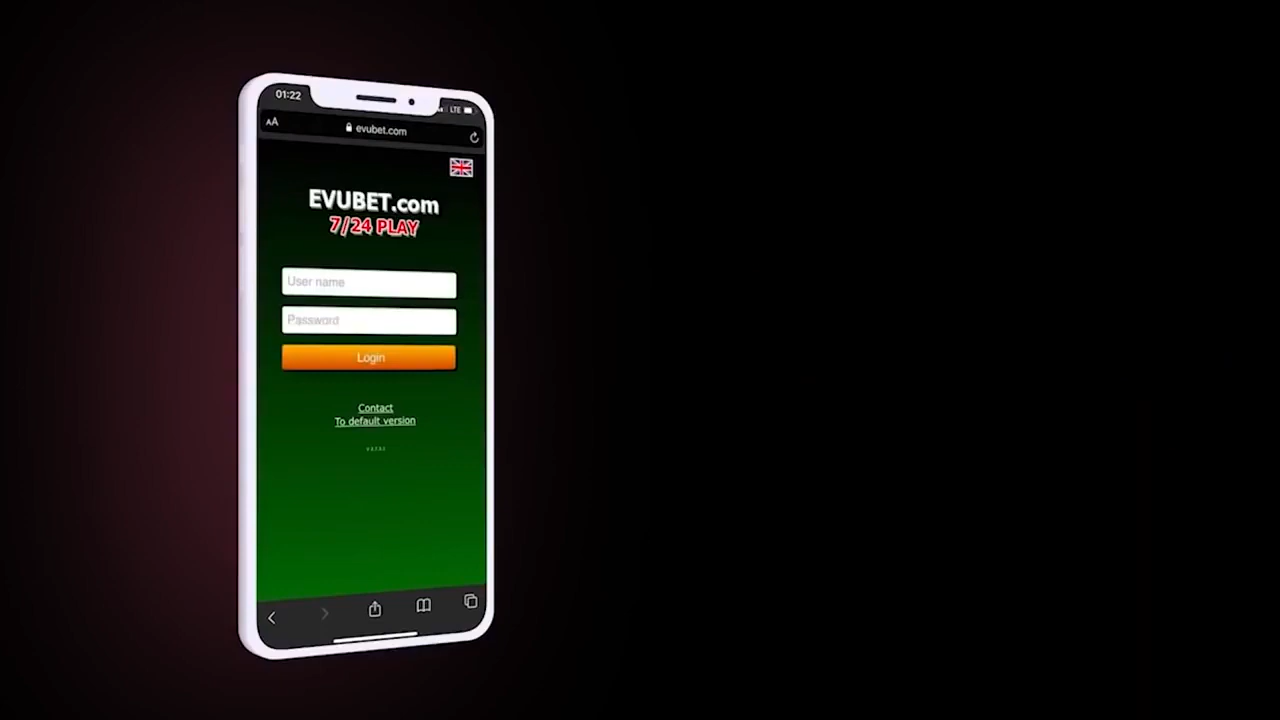 01:22
LTE
AA
evubet.com
EVUBET.com
7/24 PLAY
User name
Password
Login
Contact
To default version